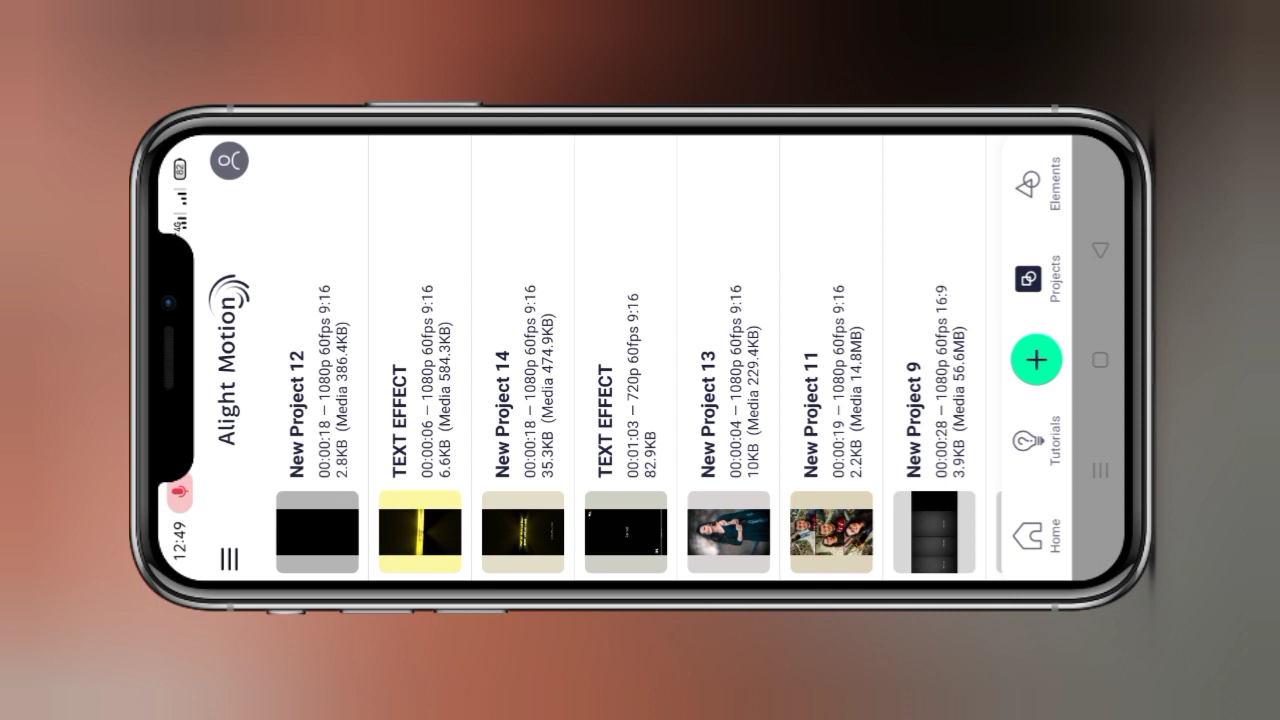 12:49
4G
82
Alight Motion
New Project 12
00:00:18 — 1080p 60fps 9:16
2.8KB (Media 386.4KB)
TEXT EFFECT
00:00:06 — 1080p 60fps 9:16
6.6KB (Media 584.3KB)
New Project 14
00:00:18 — 1080p 60fps 9:16
35.3KB (Media 474.9KB)
TEXT EFFECT
00:01:03 — 720p 60fps 9:16
82.9KB
New Project 13
00:00:04 — 1080p 60fps 9:16
10KB (Media 229.4KB)
New Project 11
00:00:19 — 1080p 60fps 9:16
2.2KB (Media 14.8MB)
New Project 9
00:00:28 — 1080p 60fps 16:9
3.9KB (Media 56.6MB)
Home
Tutorials
Projects
Elements